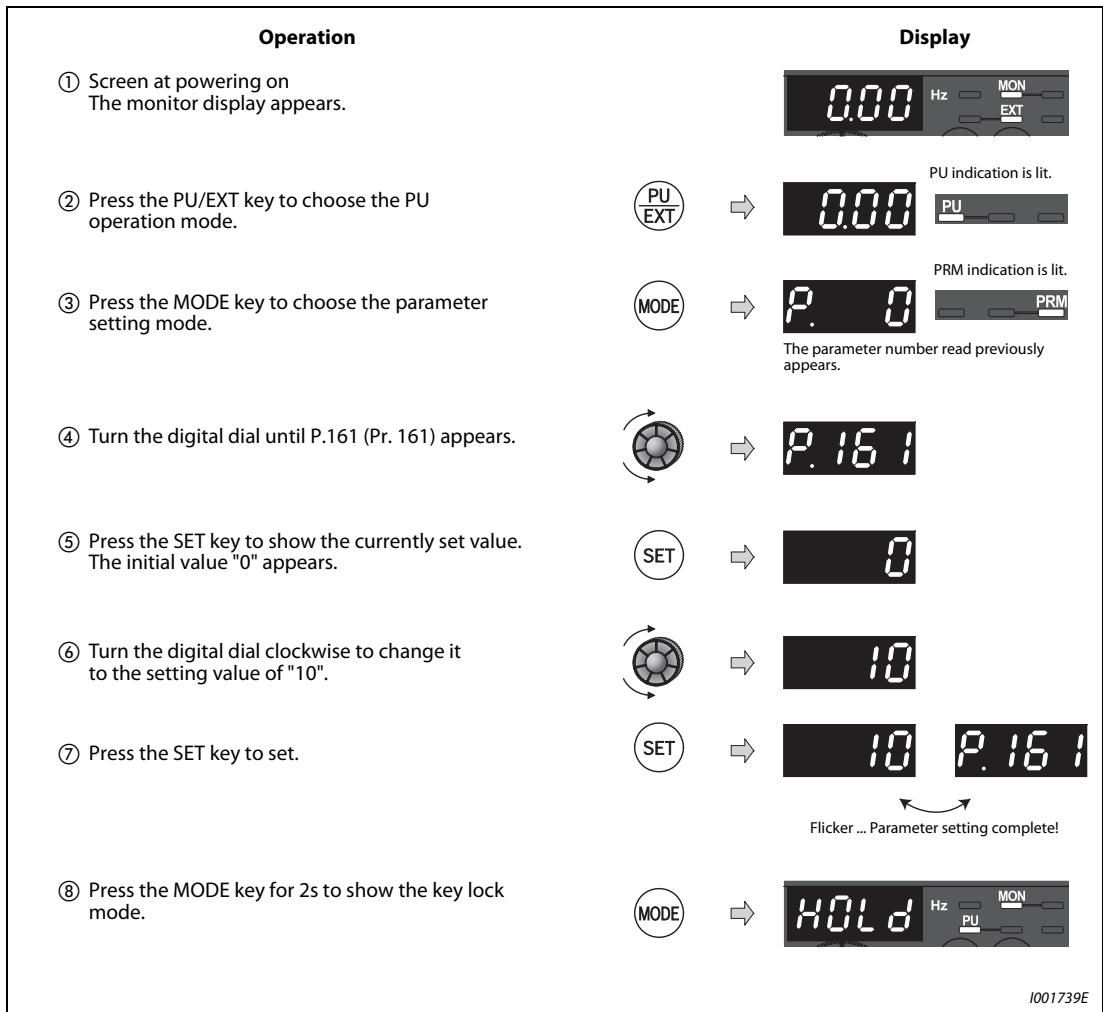 Operation
Display
① Screen at powering on
The monitor display appears.
0.00 Hz MON
EXT
② Press the PU/EXT key to choose the PU
operation mode.
PU
EXT
0.00
PU indication is lit.
PU
③ Press the MODE key to choose the parameter
setting mode.
MODE
P. 0
PRM indication is lit.
PRM
The parameter number read previously
appears.
④ Turn the digital dial until P.161 (Pr. 161) appears.
P.161
⑤ Press the SET key to show the currently set value.
The initial value "0" appears.
SET
0
⑥ Turn the digital dial clockwise to change it
to the setting value of "10".
10
⑦ Press the SET key to set.
SET
10
P.161
Flicker ... Parameter setting complete!
⑧ Press the MODE key for 2s to show the key lock
mode.
MODE
HOLd Hz MON
PU
I001739E